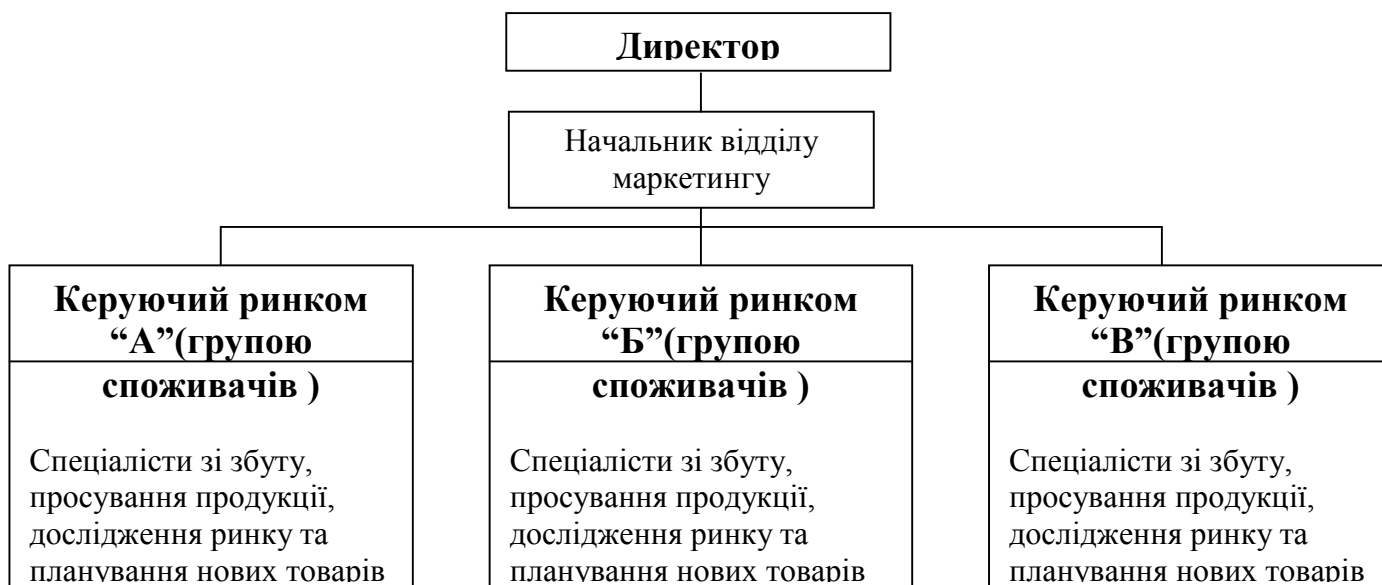 Директор
Начальник відділу
маркетингу
Керуючий ринком
“А”(групою
споживачів )
Спеціалісти зі збуту,
просування продукції,
дослідження ринку та
планування нових товарів
Керуючий ринком
“Б”(групою
споживачів )
Спеціалісти зі збуту,
просування продукції,
дослідження ринку та
планування нових товарів
Керуючий ринком
“В”(групою
споживачів )
Спеціалісти зі збуту,
просування продукції,
дослідження ринку та
планування нових товарів